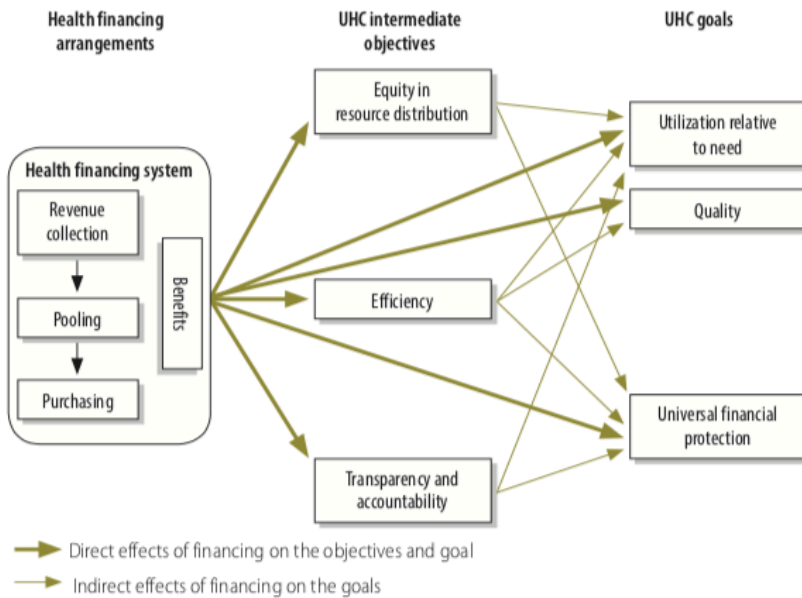 Health financing
arrangements
UHC intermediate
objectives
UHC goals
Equity in
resource distribution
Utilization relative
to need
Health financing system
Revenue
collection
Quality
Benefits
Pooling
Efficiency
Purchasing
Universal financial
protection
Transparency and
accountability
Direct effects of financing on the objectives and goal
Indirect effects of financing on the goals